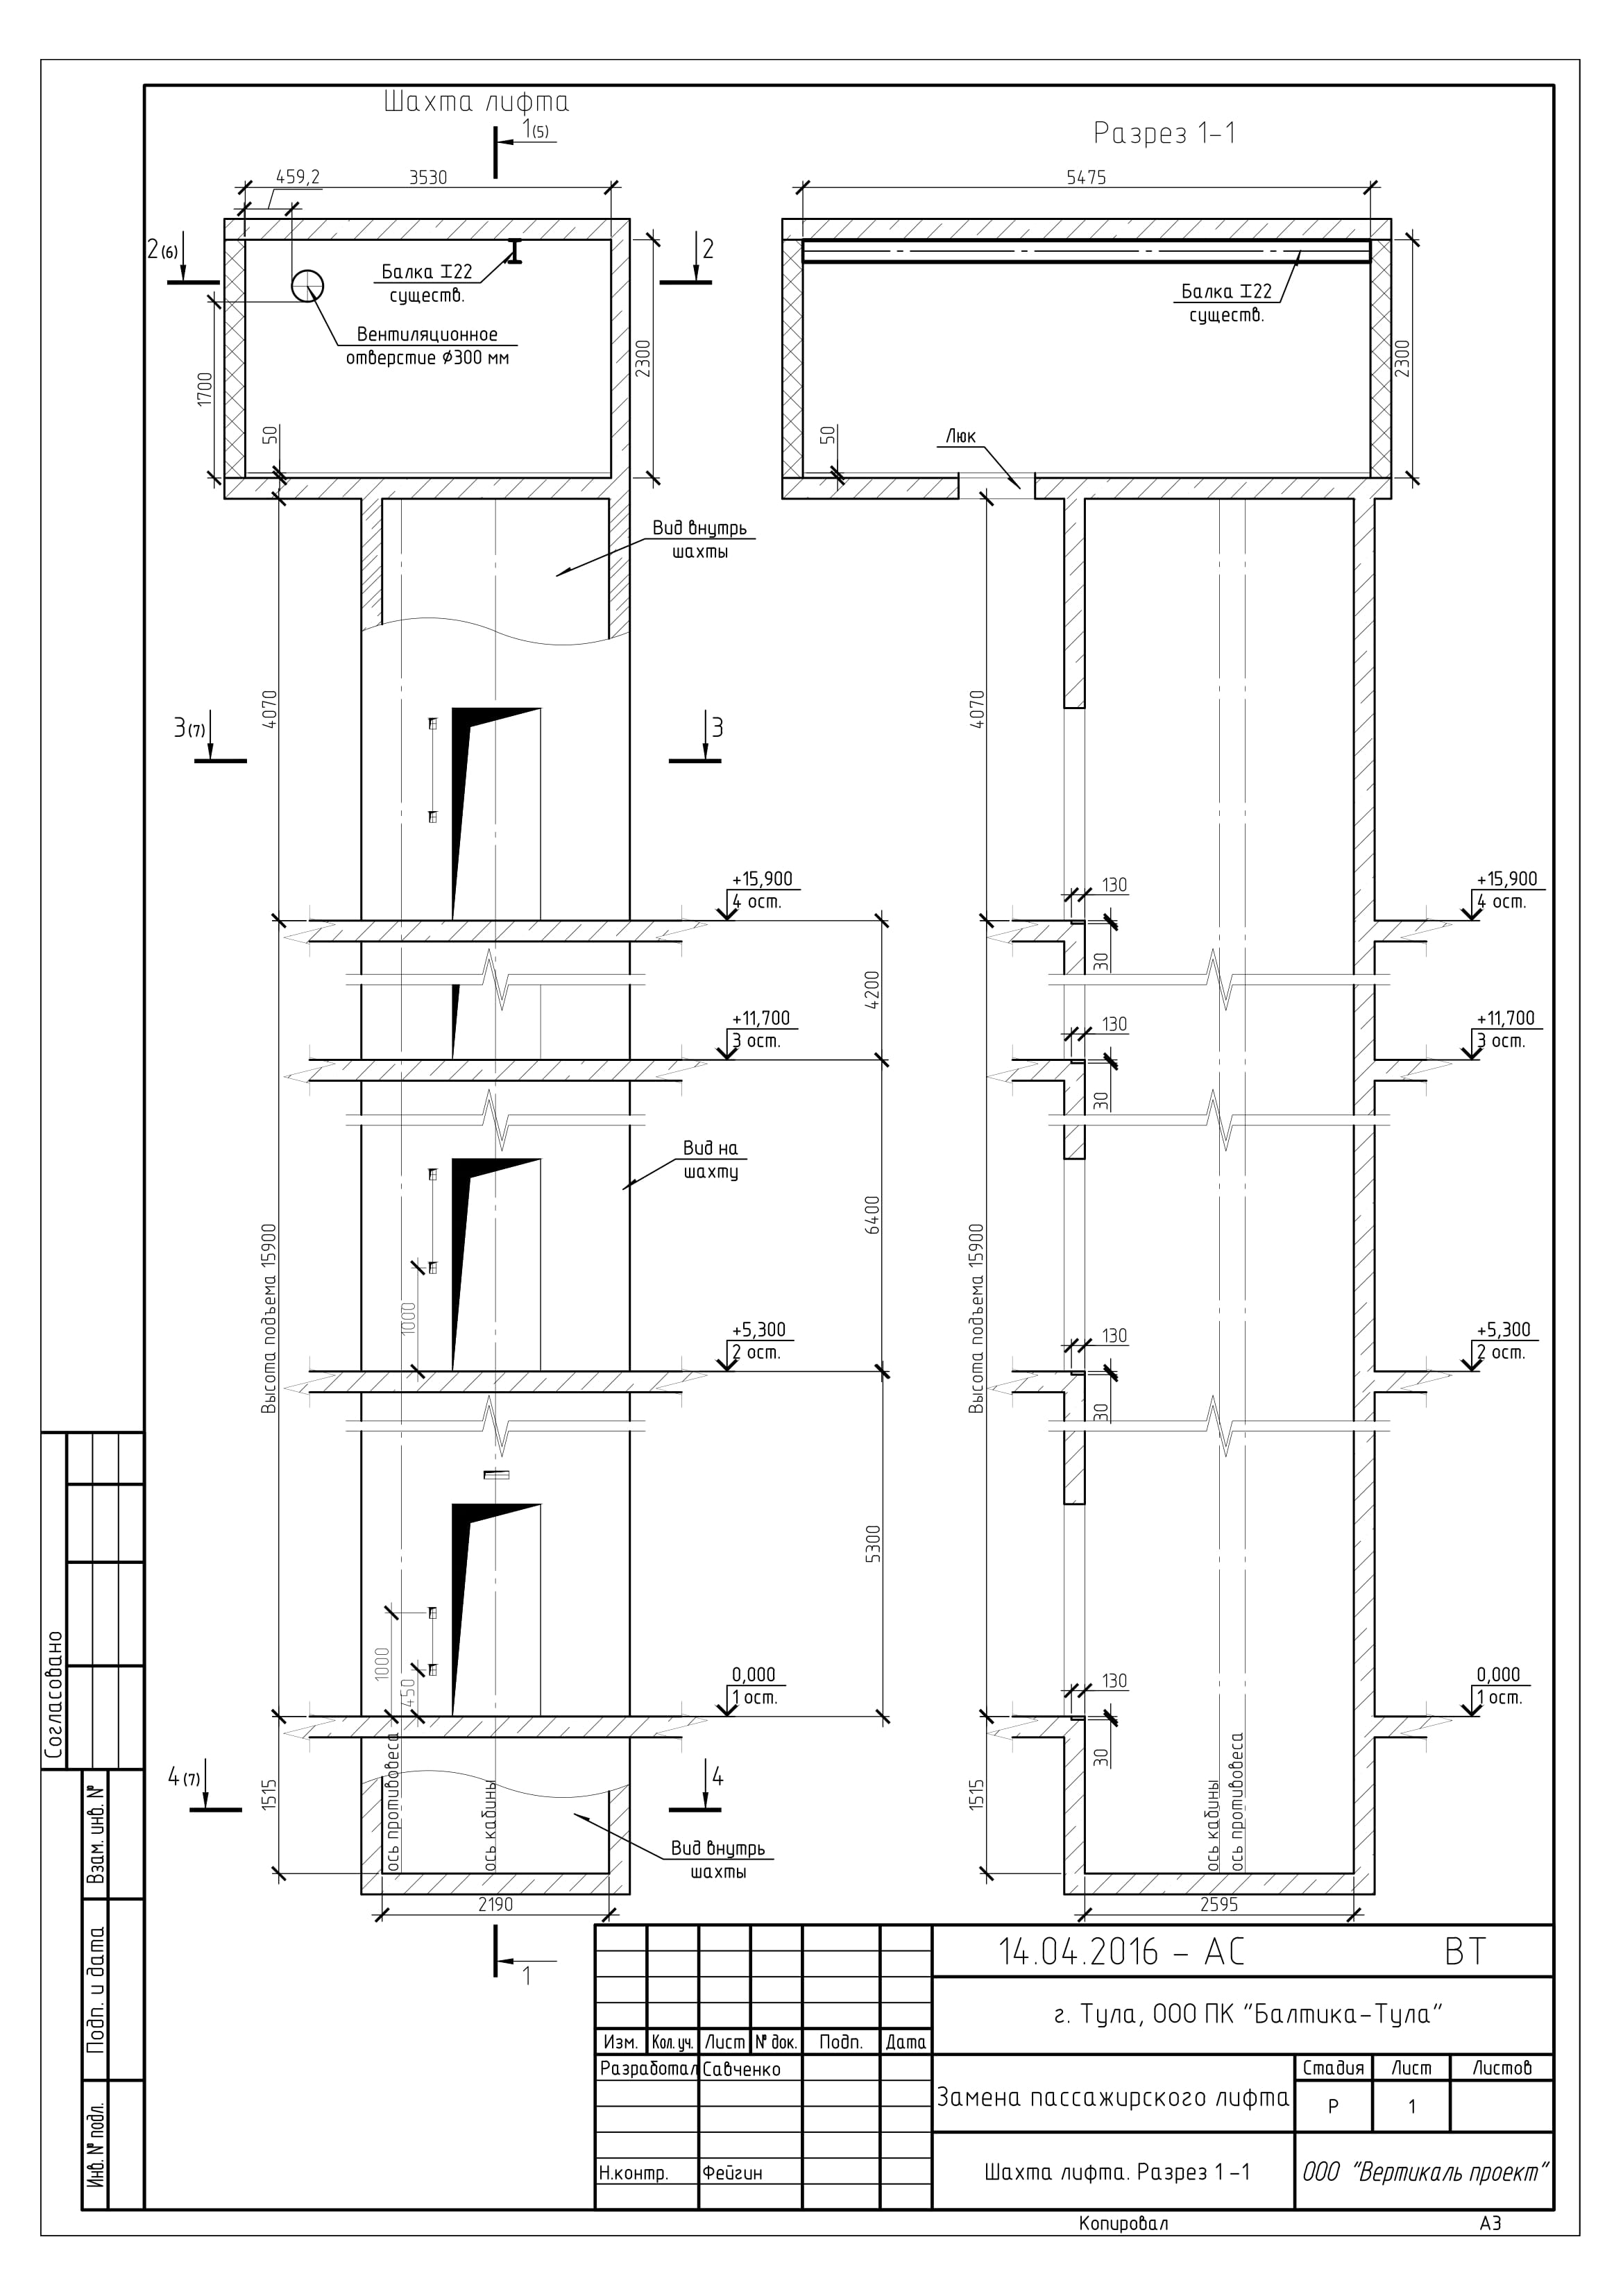 Шахта лифта
1(5)
Разрез 1-1
459,2
3530
5475
2(6)
2
Балка I22
существ.
Вентиляционное
отверстие Ø300 мм
Балка I22
существ.
2300
2300
1700
50
50
Люк
Вид внутрь
шахты
4070
4070
3(7)
3
+15,900
4 ост.
130
+15,900
4 ост.
30
4200
+11,700
3 ост.
130
+11,700
3 ост.
30
Вид на
шахту
6400
Высота подъема 15900
Высота подъема 15900
1000
+5,300
2 ост.
130
+5,300
2 ост.
30
5300
1000
450
0,000
1 ост.
130
0,000
1 ост.
30
4(7)
4
1515
ось противовеса
ось кабины
1515
ось кабины
ось противовеса
Вид внутрь
шахты
2190
2595
1
Согласовано
Взам. инв. №
Подп. и дата
Инв. № подл.
14.04.2016 - АС ВТ
г. Тула, ООО ПК "Балтика-Тула"
Изм. Кол. уч. Лист № док. Подп. Дата
Разработал Савченко
Замена пассажирского лифта
Стадия Лист Листов
Р 1
Н.контр. Фейгин
Шахта лифта. Разрез 1-1
ООО "Вертикаль проект"
Копировал А3